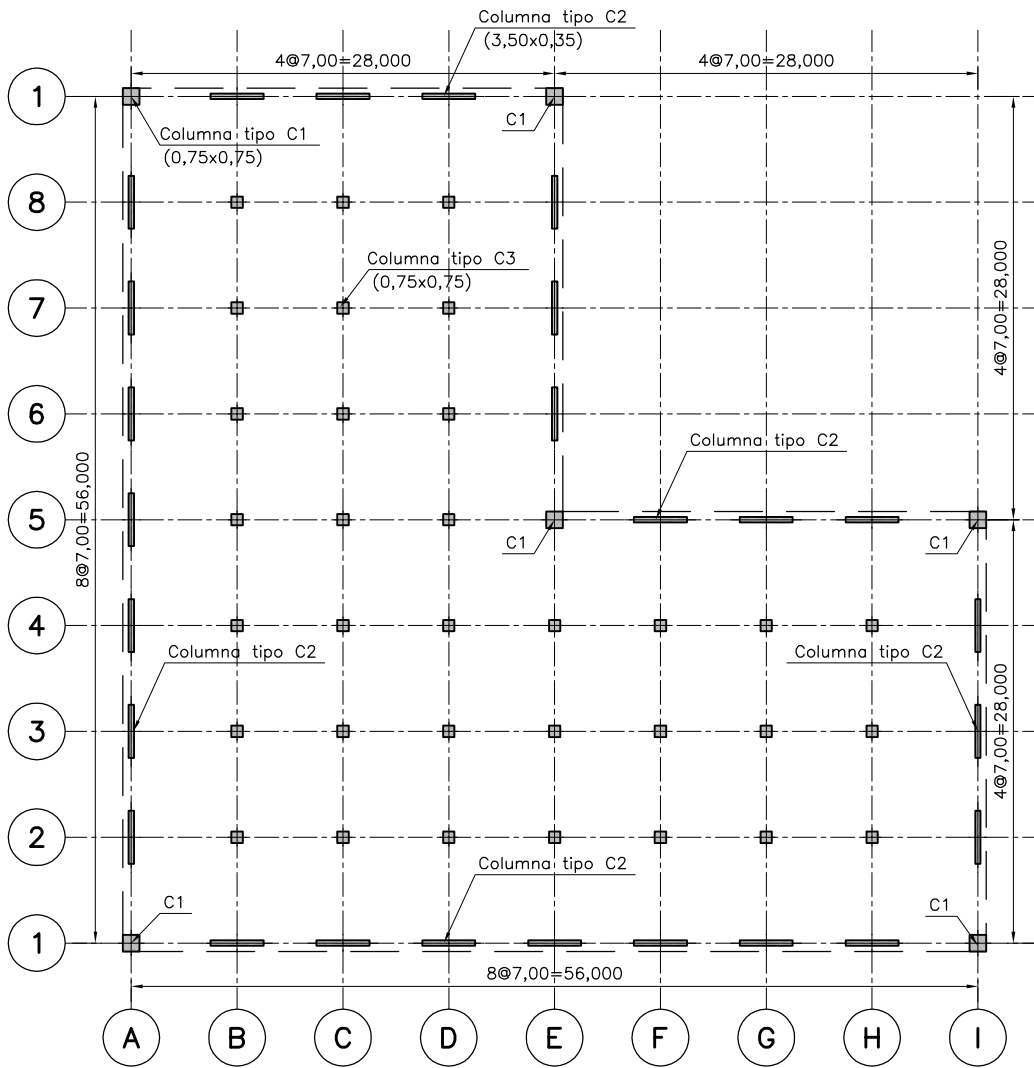 Columna tipo C2
(3,50x0,35)
4@7,00=28,000
4@7,00=28,000
1
C1
Columna tipo C1
(0,75x0,75)
8
Columna tipo C3
(0,75x0,75)
7
4@7,00=28,000
6
Columna tipo C2
8@7,00=56,000
5
C1
C1
4
Columna tipo C2
Columna tipo C2
3
4@7,00=28,000
2
Columna tipo C2
C1
C1
1
8@7,00=56,000
A
B
C
D
E
F
G
H
I